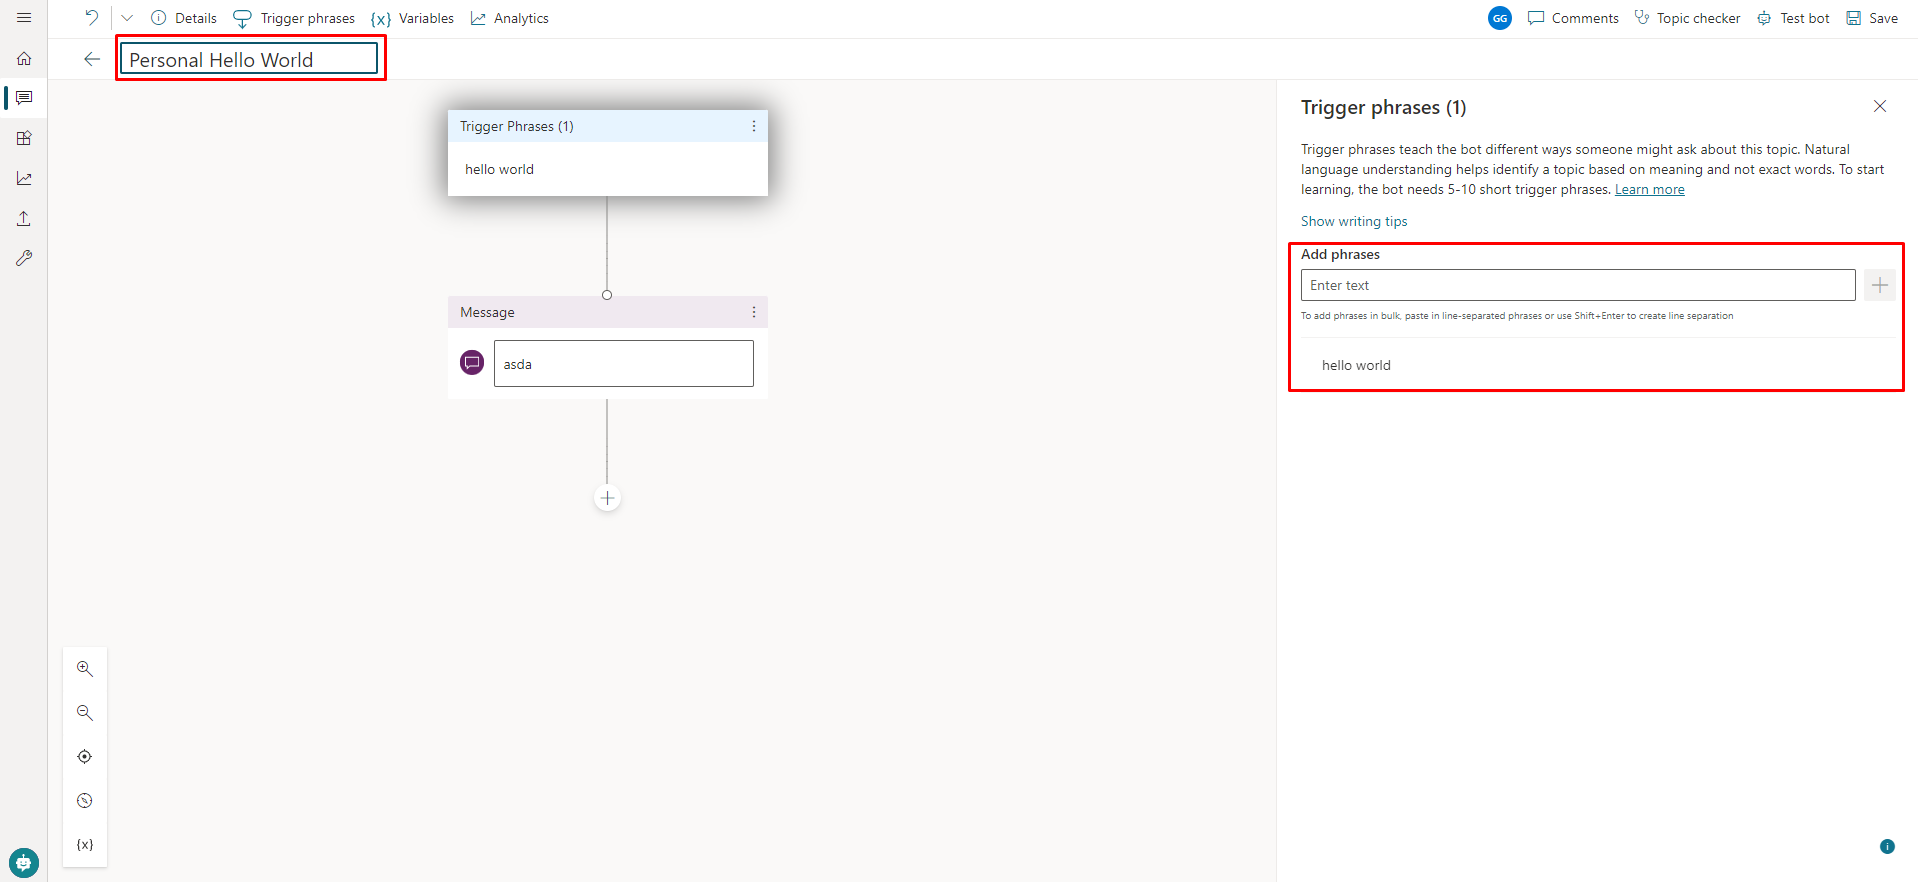 Details
Trigger phrases
{x} Variables
Analytics
GG
Comments
Topic checker
Test bot
Save
Personal Hello World
Trigger Phrases (1)
hello world
Message
asda
{x}
Trigger phrases (1)
Trigger phrases teach the bot different ways someone might ask about this topic. Natural
language understanding helps identify a topic based on meaning and not exact words. To start
learning, the bot needs 5-10 short trigger phrases. Learn more
Show writing tips
Add phrases
Enter text
To add phrases in bulk, paste in line-separated phrases or use Shift+Enter to create line separation
hello world